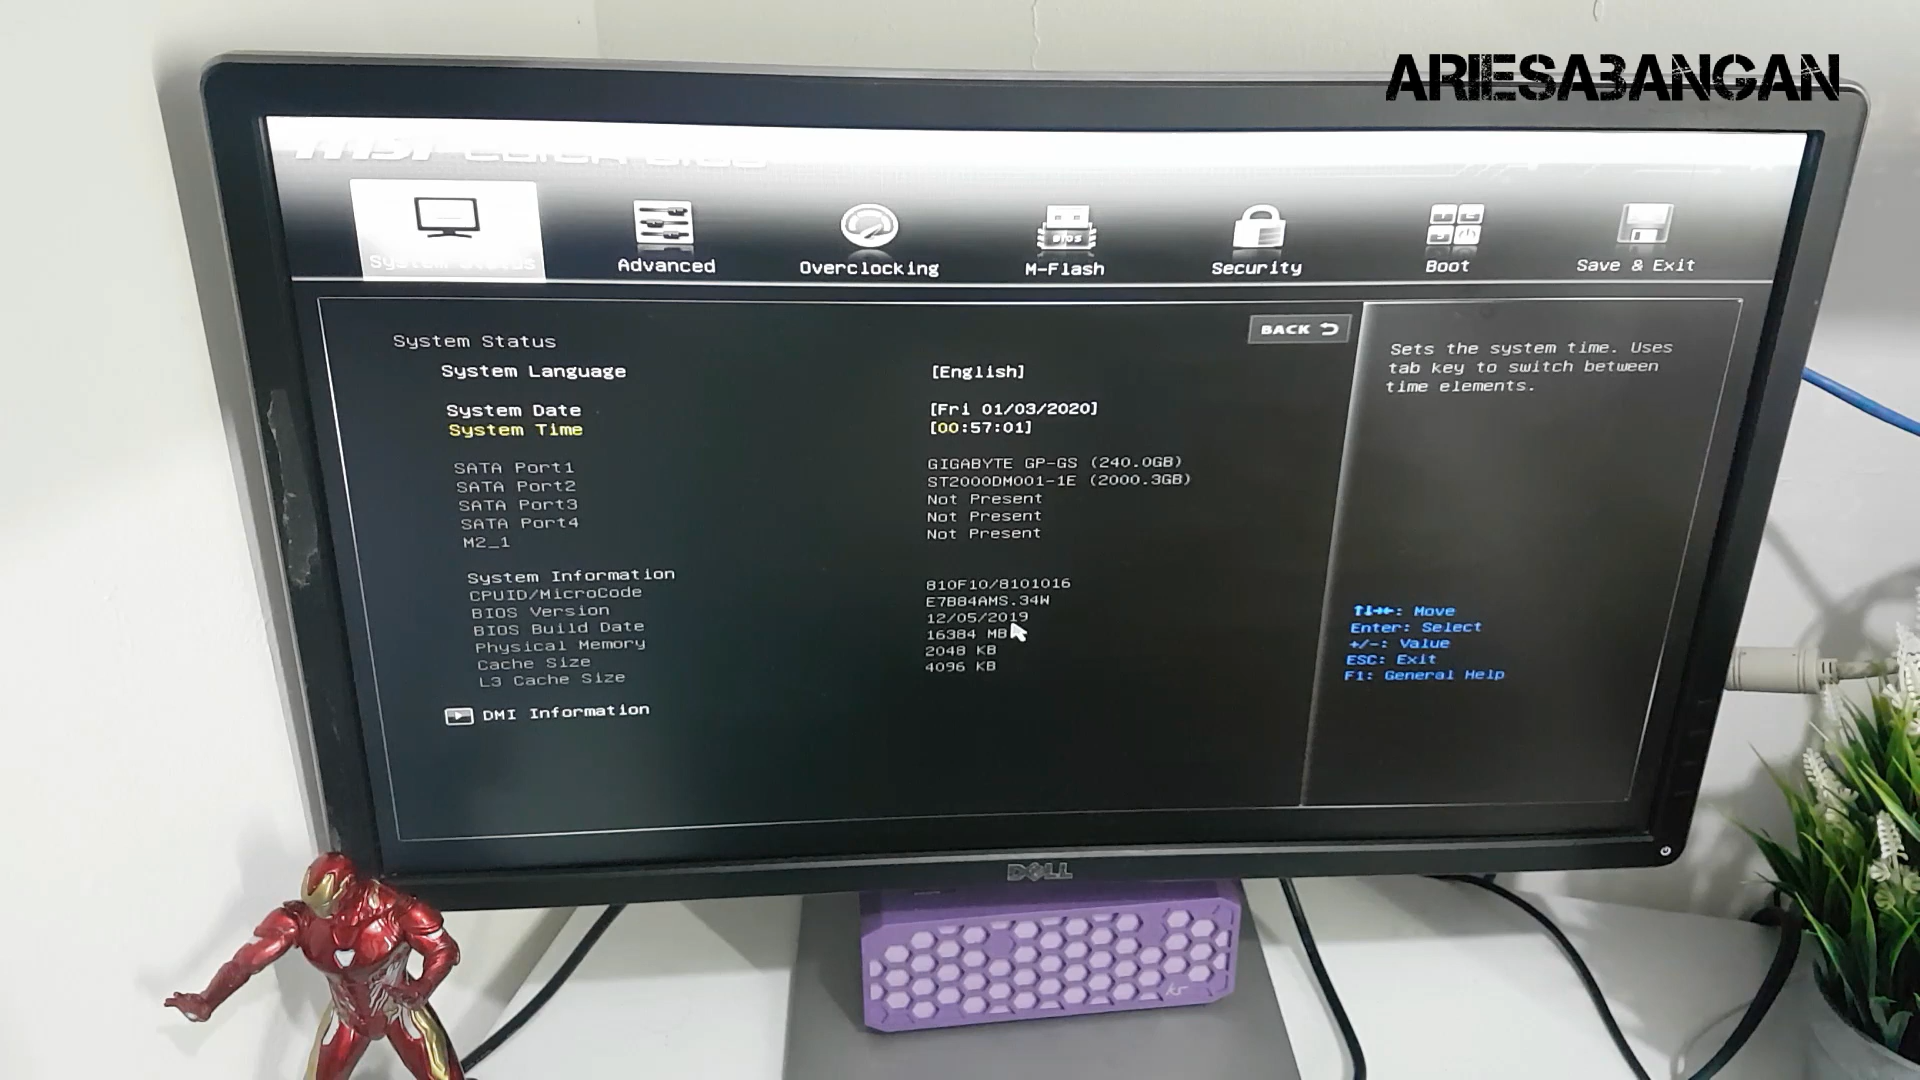 ARIESABANGAN
msi
System Status
Advanced
Overclocking
M-Flash
Security
Boot
Save & Exit
BACK
System Status
System Language [English]
System Date [Fri 01/03/2020]
System Time [00:57:01]
SATA Port1 GIGABYTE GP-GS (240.0GB)
SATA Port2 ST2000DM001-1E (2000.3GB)
SATA Port3 Not Present
SATA Port4 Not Present
M2_1 Not Present
System Information
CPUID/MicroCode 810F10/8101016
BIOS Version E7B84AMS.34W
BIOS Build Date 12/05/2019
Physical Memory 16384 MB
Cache Size 2048 KB
L3 Cache Size 4096 KB
DMI Information
Sets the system time. Uses
tab key to switch between
time elements.
↑↓→←: Move
Enter: Select
+/-: Value
ESC: Exit
F1: General Help
DELL